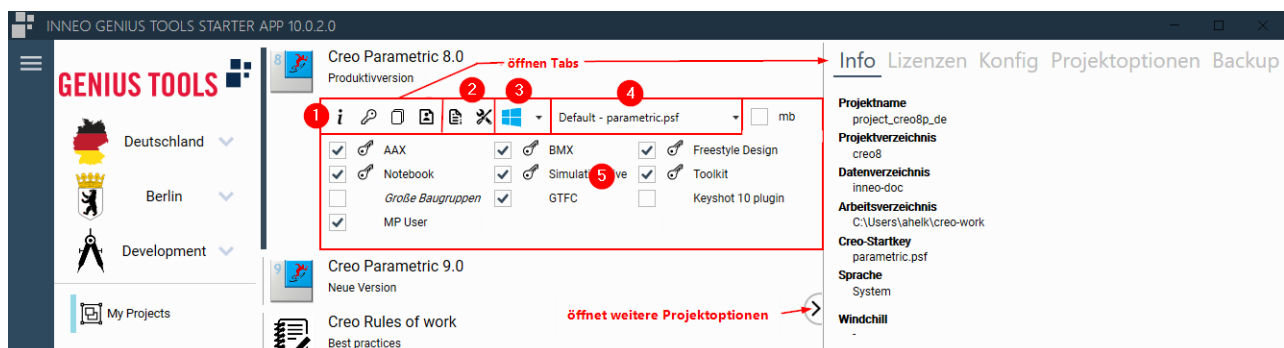 INNEO GENIUS TOOLS STARTER APP 10.0.2.0
GENIUS TOOLS
Deutschland
Berlin
Development
My Projects
8
Creo Parametric 8.0
Produktivversion
öffnen Tabs
1
2
3
4
Default - parametric.psf
mb
AAX
BMX
Freestyle Design
Notebook
5
Toolkit
Große Baugruppen
GTFC
Keyshot 10 plugin
MP User
9
Creo Parametric 9.0
Neue Version
öffnet weitere Projektoptionen
Creo Rules of work
Best practices
Info Lizenzen Konfig Projektoptionen Backup
Projektname
project_creo8p_de
Projektverzeichnis
creo8
Datenverzeichnis
inneo-doc
Arbeitsverzeichnis
C:\Users\ahelk\creo-work
Creo-Startkey
parametric.psf
Sprache
System
Windchill
-